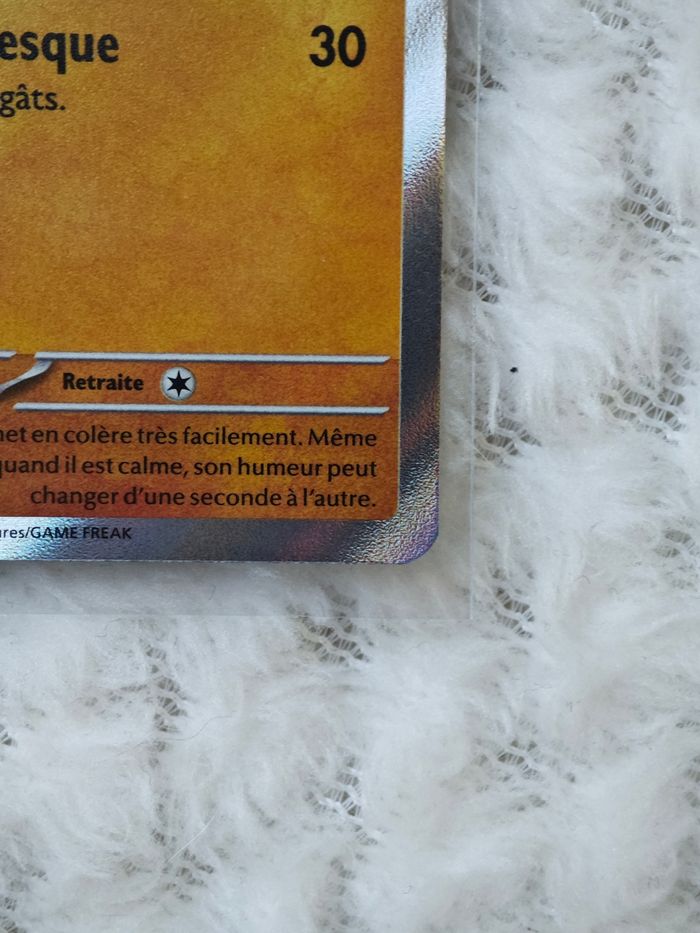 esque 30
gâts.
Retraite
met en colère très facilement. Même
quand il est calme, son humeur peut
changer d'une seconde à l'autre.
ures/GAME FREAK